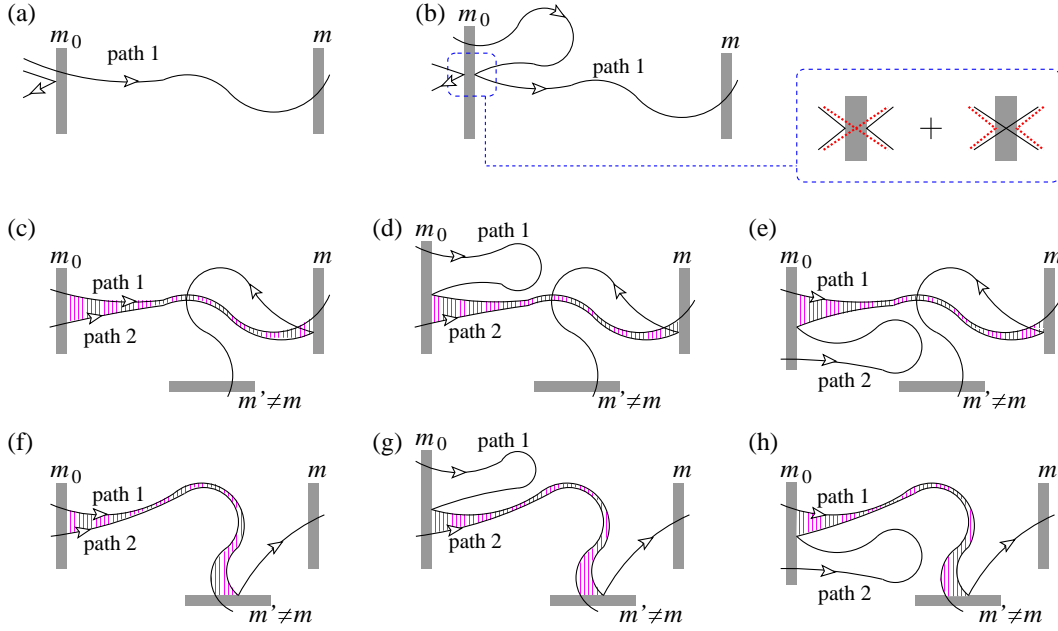 (a)
m0
path 1
m
(b)
m0
path 1
m
+
(c)
m0
path 1
path 2
m
m'≠m
(d)
m0
path 1
path 2
m
m'≠m
(e)
m0
path 1
path 2
m
m'≠m
(f)
m0
path 1
path 2
m
m'≠m
(g)
m0
path 1
path 2
m
m'≠m
(h)
m0
path 1
path 2
m
m'≠m